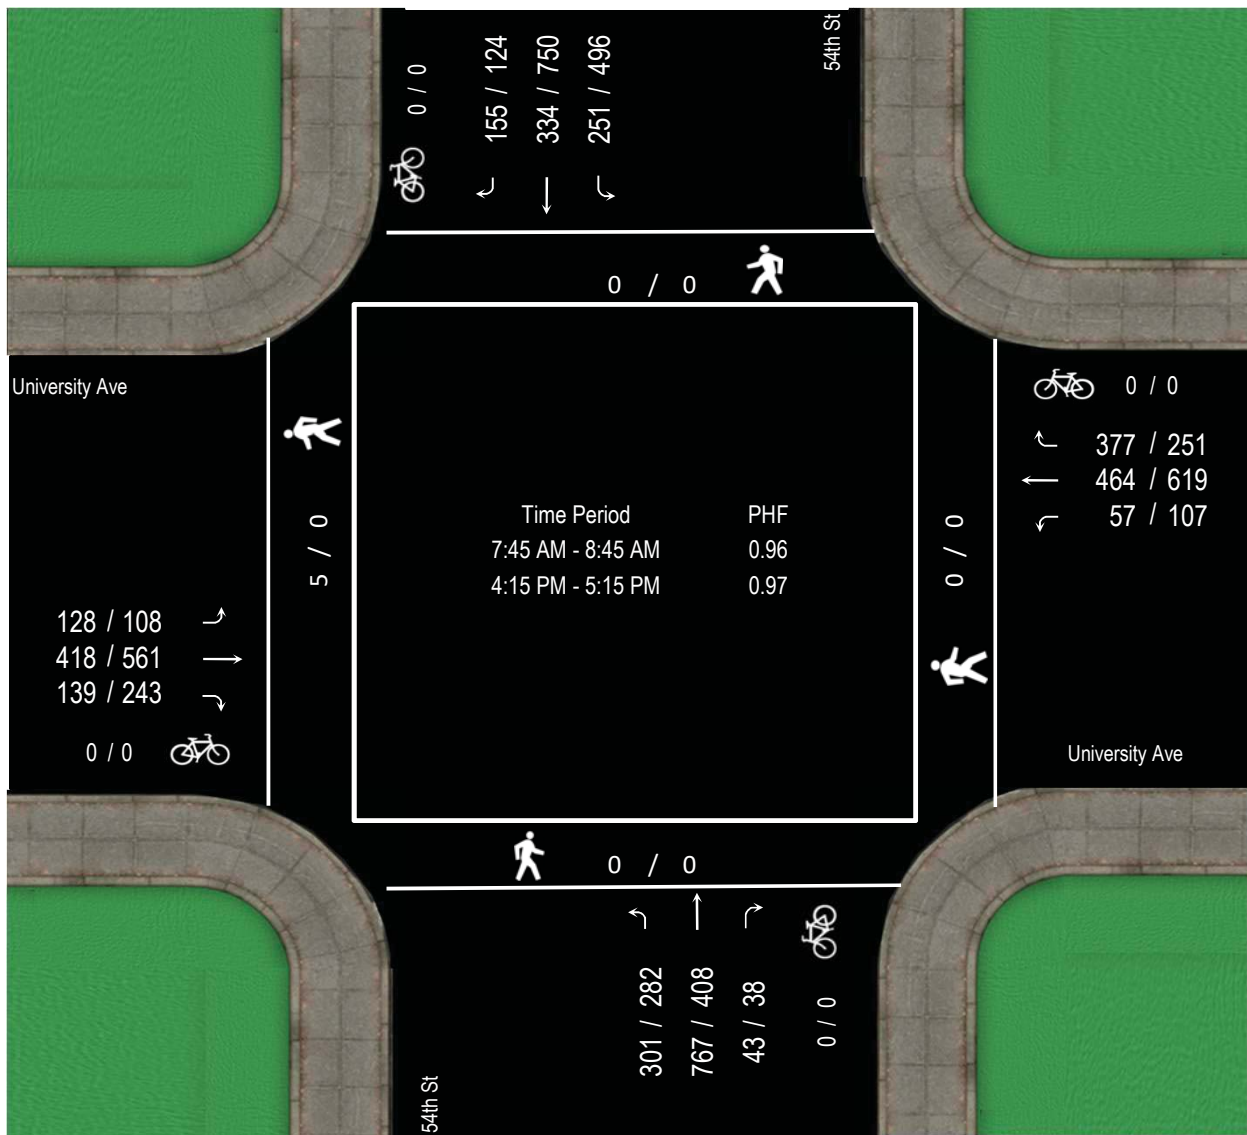 54th St
0 / 0
155 / 124
334 / 750
251 / 496
0 / 0
University Ave
0 / 0
377 / 251
464 / 619
57 / 107
5 / 0
Time Period PHF
7:45 AM - 8:45 AM 0.96
4:15 PM - 5:15 PM 0.97
0 / 0
128 / 108
418 / 561
139 / 243
0 / 0
University Ave
0 / 0
301 / 282
767 / 408
43 / 38
0 / 0
54th St